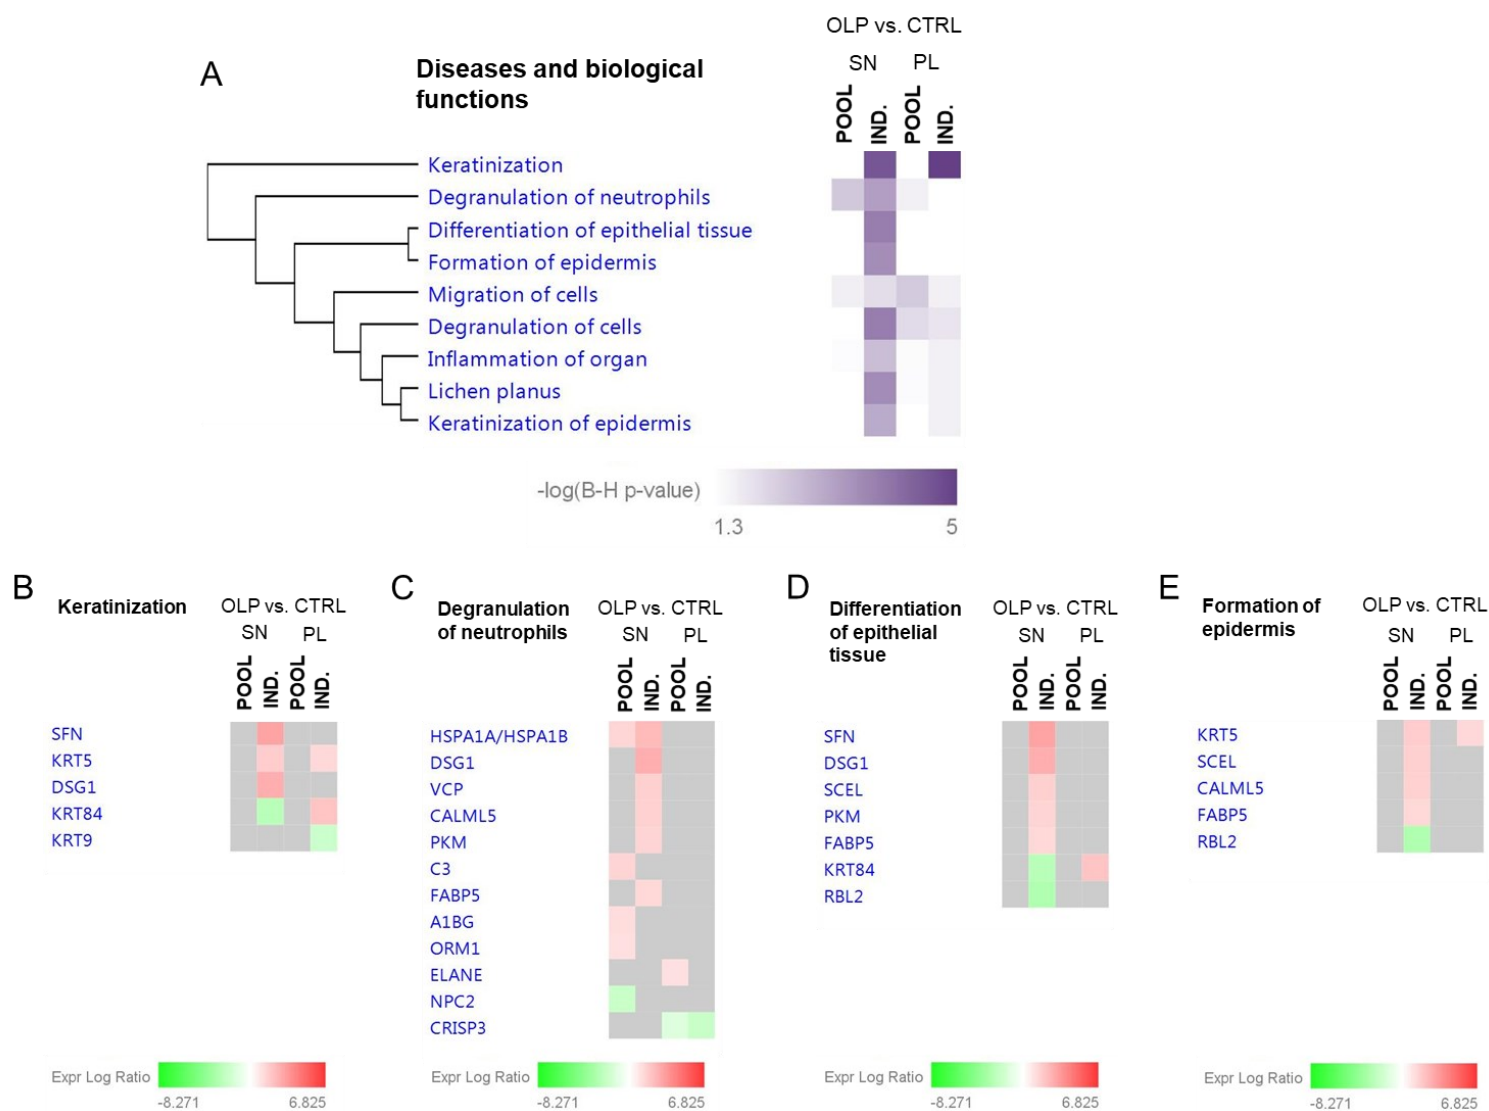 OLP vs. CTRL
A
Diseases and biological
functions
SN PL
POOL IND. POOL IND.
Keratinization
Degranulation of neutrophils
Differentiation of epithelial tissue
Formation of epidermis
Migration of cells
Degranulation of cells
Inflammation of organ
Lichen planus
Keratinization of epidermis
-log(B-H p-value)
1.3 5
B
Keratinization
OLP vs. CTRL
SN PL
POOL IND. POOL IND.
SFN
KRT5
DSG1
KRT84
KRT9
Expr Log Ratio
-8.271 6.825
C
Degranulation
of neutrophils
OLP vs. CTRL
SN PL
POOL IND. POOL IND.
HSPA1A/HSPA1B
DSG1
VCP
CALML5
PKM
C3
FABP5
A1BG
ORM1
ELANE
NPC2
CRISP3
Expr Log Ratio
-8.271 6.825
D
Differentiation
of epithelial
tissue
OLP vs. CTRL
SN PL
POOL IND. POOL IND.
SFN
DSG1
SCEL
PKM
FABP5
KRT84
RBL2
Expr Log Ratio
-8.271 6.825
E
Formation of
epidermis
OLP vs. CTRL
SN PL
POOL IND. POOL IND.
KRT5
SCEL
CALML5
FABP5
RBL2
Expr Log Ratio
-8.271 6.825